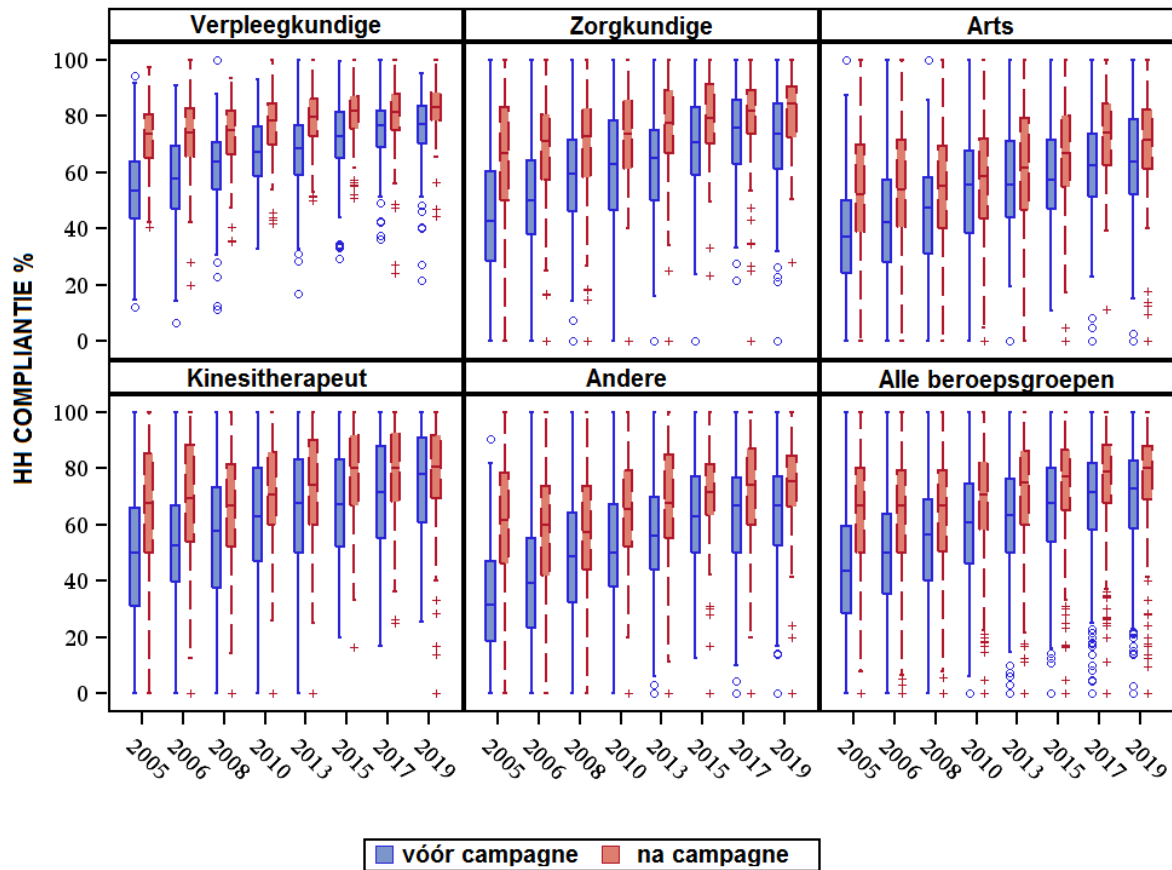 Verpleegkundige Zorgkundige Arts
100
80
60
40
20
0
Kinesitherapeut Andere Alle beroepsgroepen
100
80
60
40
20
0
HH COMPLIANTIE %
2005 2006 2008 2010 2013 2015 2017 2019 2005 2006 2008 2010 2013 2015 2017 2019 2005 2006 2008 2010 2013 2015 2017 2019
vóór campagne na campagne